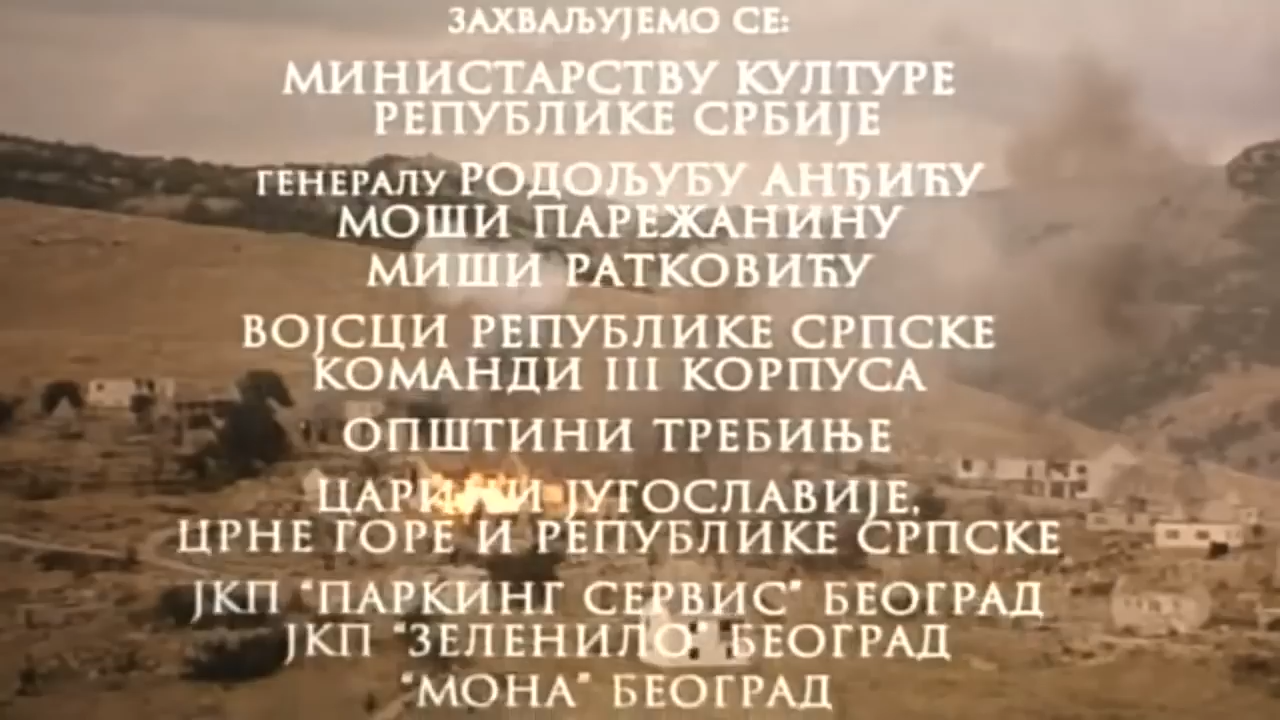 ЗАХВАЉУЈЕМО СЕ:
МИНИСТАРСТВУ КУЛТУРЕ
РЕПУБЛИКЕ СРБИЈЕ
ГЕНЕРАЛУ РОДОЉУБУ АНЂИЋУ
МОШИ ПАРЕЖАНИНУ
МИШИ РАТКОВИЋУ
ВОЈСЦИ РЕПУБЛИКЕ СРПСКЕ
КОМАНДИ III КОРПУСА
ОПШТИНИ ТРЕБИЊЕ
ЦАРИНИ ЈУГОСЛАВИЈЕ,
ЦРНЕ ГОРЕ И РЕПУБЛИКЕ СРПСКЕ
ЈКП “ПАРКИНГ СЕРВИС” БЕОГРАД
ЈКП “ЗЕЛЕНИЛО” БЕОГРАД
“МОНА” БЕОГРАД